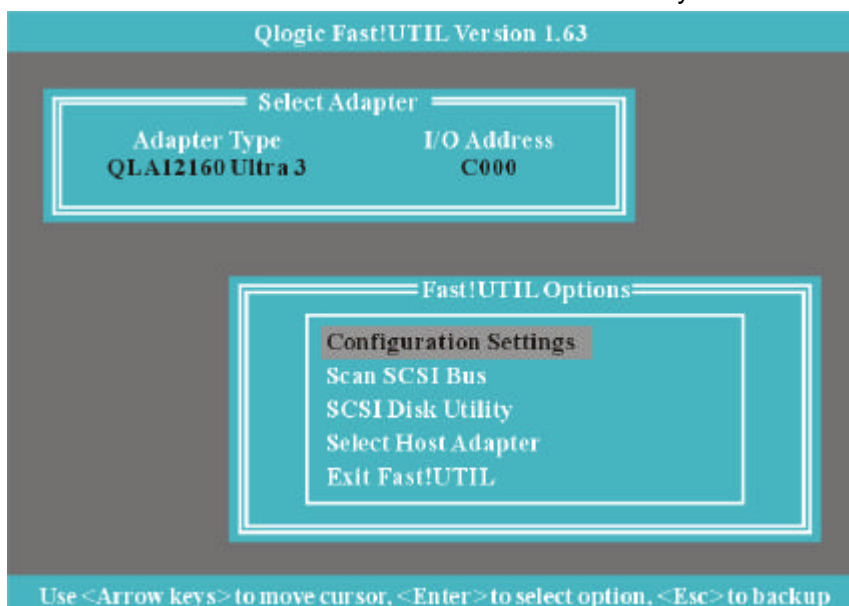 Qlogic Fast!UTIL Version 1.63
Select Adapter
Adapter Type I/O Address
QLA12160 Ultra 3 C000
Fast!UTIL Options
Configuration Settings
Scan SCSI Bus
SCSI Disk Utility
Select Host Adapter
Exit Fast!UTIL
Use <Arrow keys> to move cursor, <Enter> to select option, <Esc> to backup